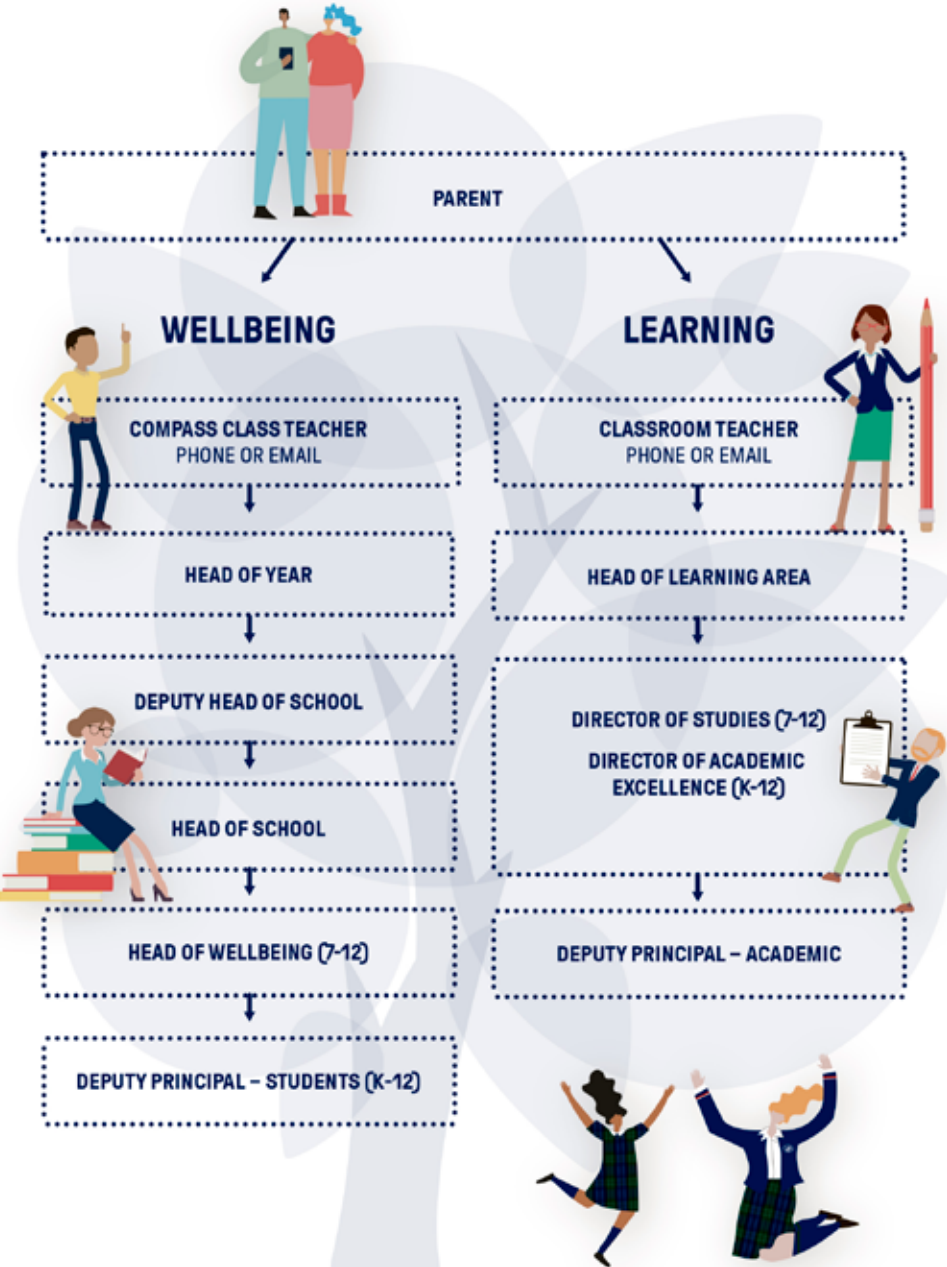 PARENT
WELLBEING
COMPASS CLASS TEACHER
PHONE OR EMAIL
HEAD OF YEAR
DEPUTY HEAD OF SCHOOL
HEAD OF SCHOOL
HEAD OF WELLBEING (7-12)
DEPUTY PRINCIPAL – STUDENTS (K-12)
LEARNING
CLASSROOM TEACHER
PHONE OR EMAIL
HEAD OF LEARNING AREA
DIRECTOR OF STUDIES (7-12)
DIRECTOR OF ACADEMIC
EXCELLENCE (K-12)
DEPUTY PRINCIPAL – ACADEMIC